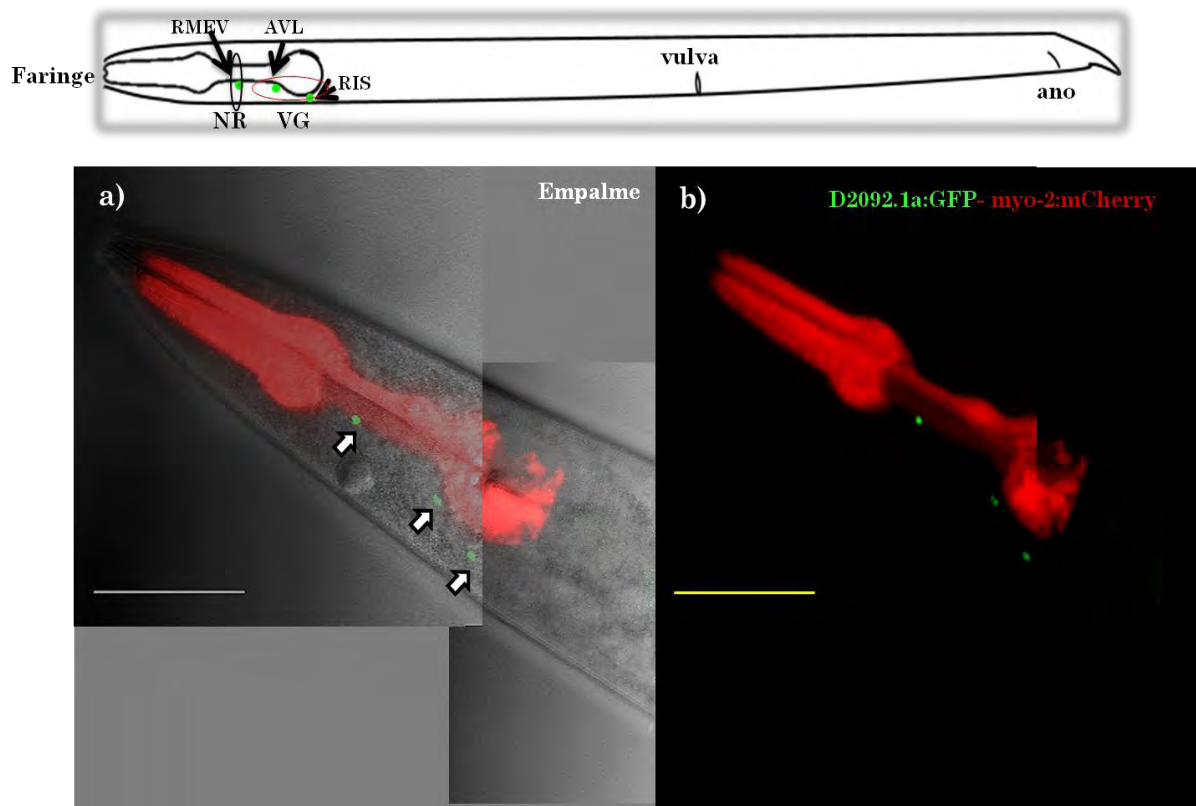 RMEV
AVL
Faringe
vulva
RIS
NR
VG
ano
a)
Empalme
b)
D2092.1a:GFP- myo-2:mCherry